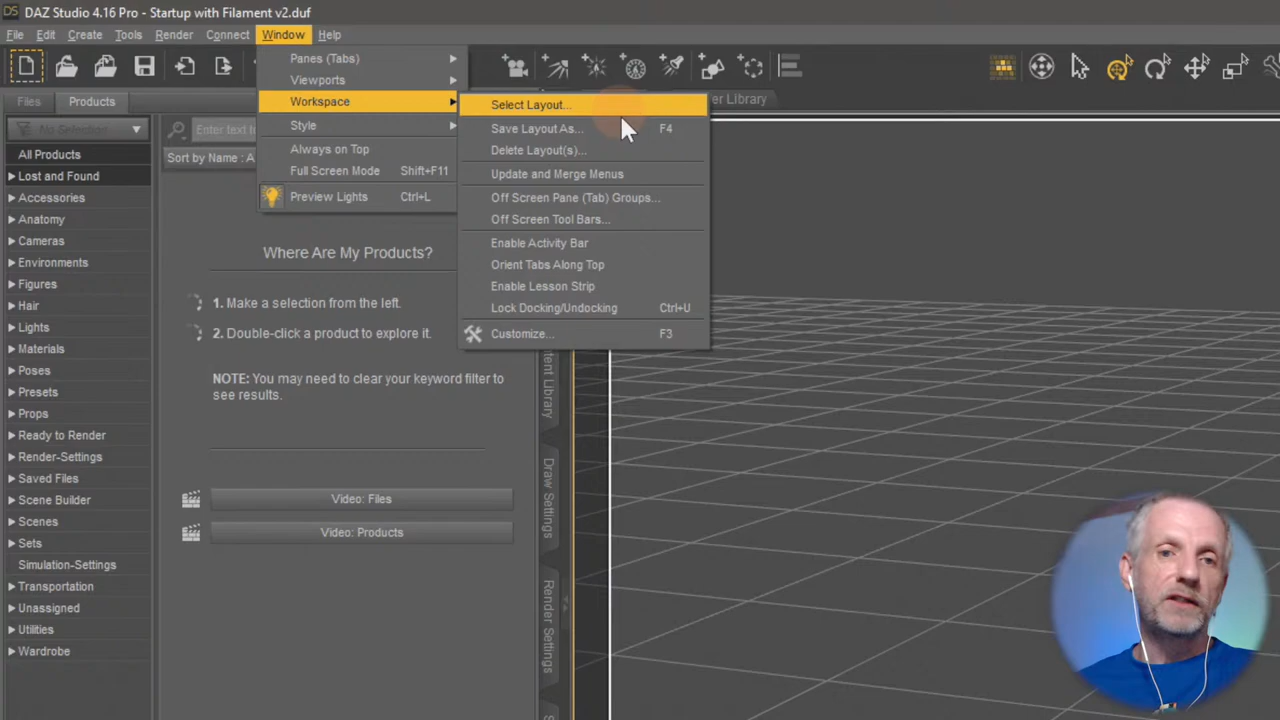 DAZ Studio 4.16 Pro - Startup with Filament v2.duf
File Edit Create Tools Render Connect Window Help
Panes (Tabs)
Viewports
Workspace
Style
Always on Top
Full Screen Mode Shift+F11
Preview Lights Ctrl+L
Select Layout...
Save Layout As... F4
Delete Layout(s)...
Update and Merge Menus
Off Screen Pane (Tab) Groups...
Off Screen Tool Bars...
Enable Activity Bar
Orient Tabs Along Top
Enable Lesson Strip
Lock Docking/Undocking Ctrl+U
Customize... F3
Files Products
Library
No Selection
Enter text
Sort by Name : A
All Products
Lost and Found
Accessories
Anatomy
Cameras
Environments
Figures
Hair
Lights
Materials
Poses
Presets
Props
Ready to Render
Render-Settings
Saved Files
Scene Builder
Scenes
Sets
Simulation-Settings
Transportation
Unassigned
Utilities
Wardrobe
Where Are My Products?
1. Make a selection from the left.
2. Double-click a product to explore it.
NOTE: You may need to clear your keyword filter to
see results.
Video: Files
Video: Products
Library
Draw Settings
Render Settings